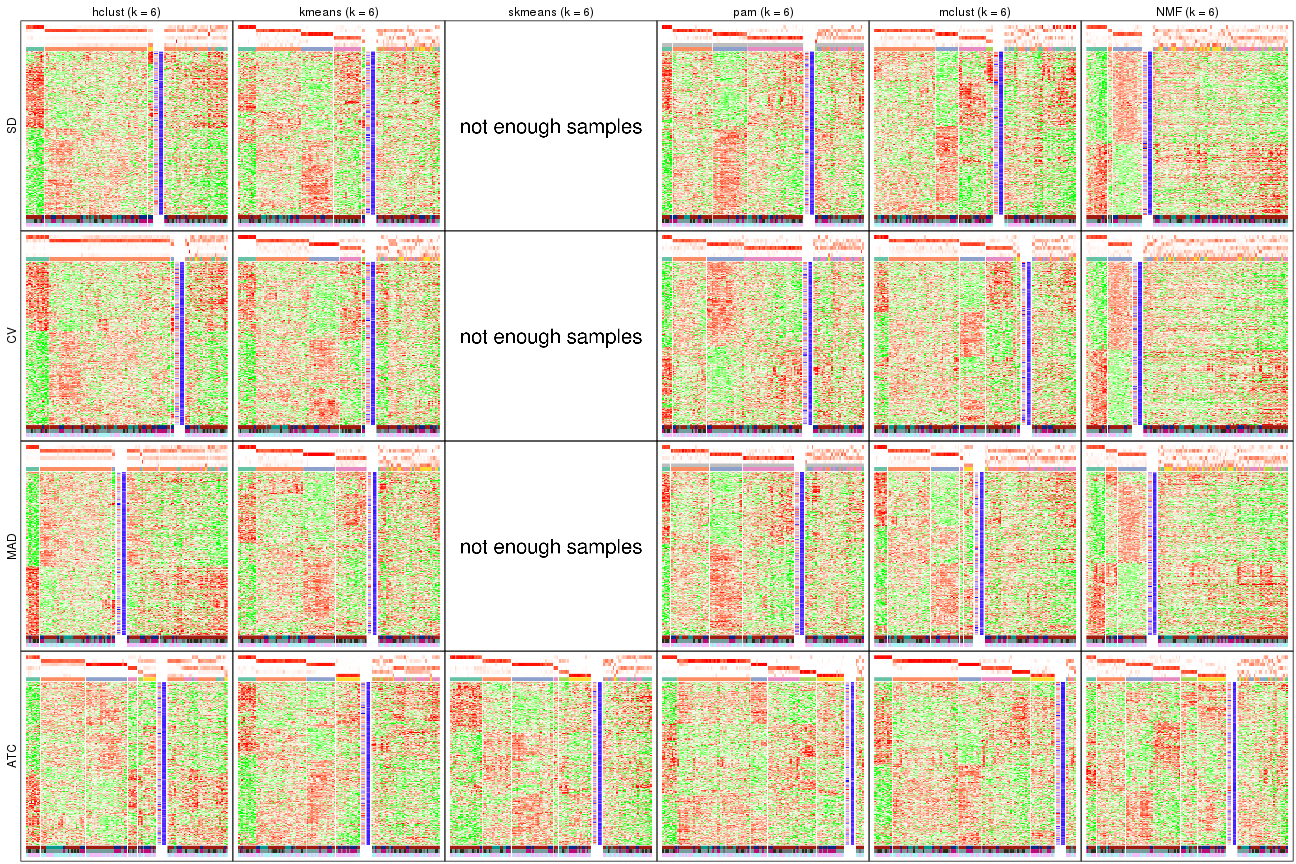 hclust (k = 6)
kmeans (k = 6)
skmeans (k = 6)
pam (k = 6)
mclust (k = 6)
NMF (k = 6)
SD
not enough samples
CV
not enough samples
MAD
not enough samples
ATC